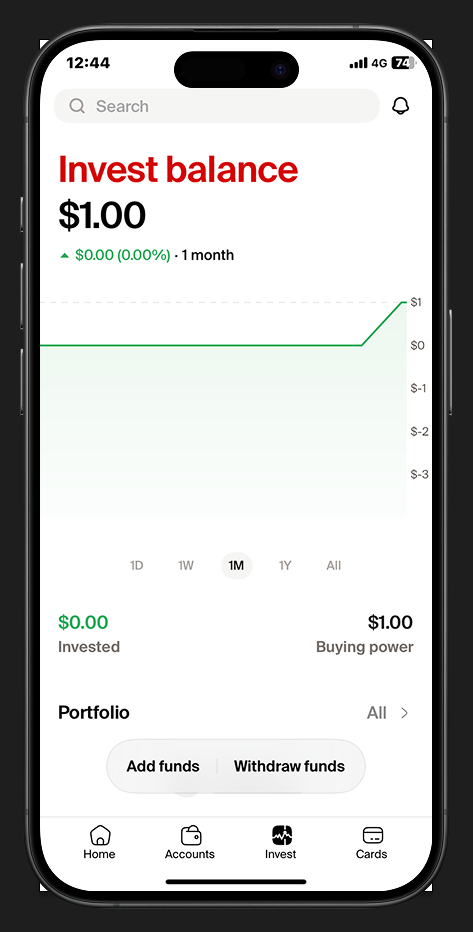 12:44 4G 74
Search
Invest balance
$1.00
$0.00 (0.00%) · 1 month
$1
$0
$-1
$-2
$-3
1D 1W 1M 1Y All
$0.00 $1.00
Invested Buying power
Portfolio All
Add funds Withdraw funds
Home Accounts Invest Cards